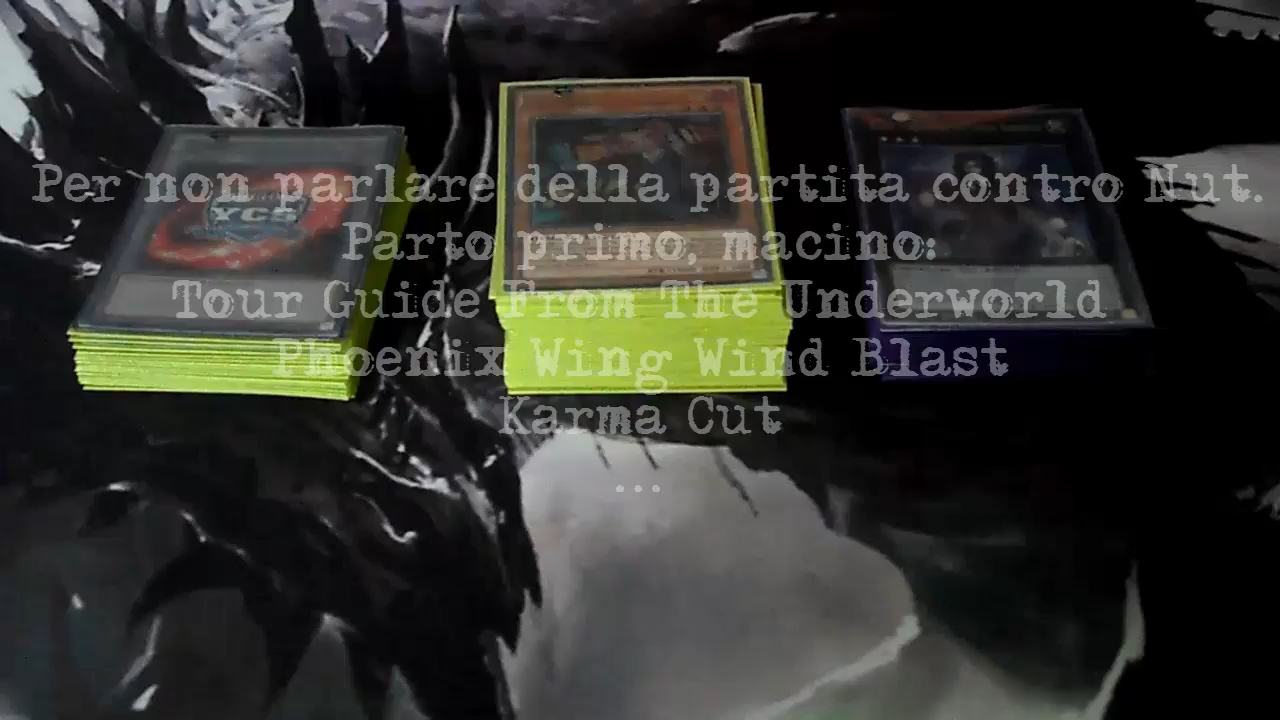 Per non parlare della partita contro Nut.
Parto primo, macino:
Tour Guide From The Underworld
Phoenix Wing Wind Blast
Karma Cut
...
YCS